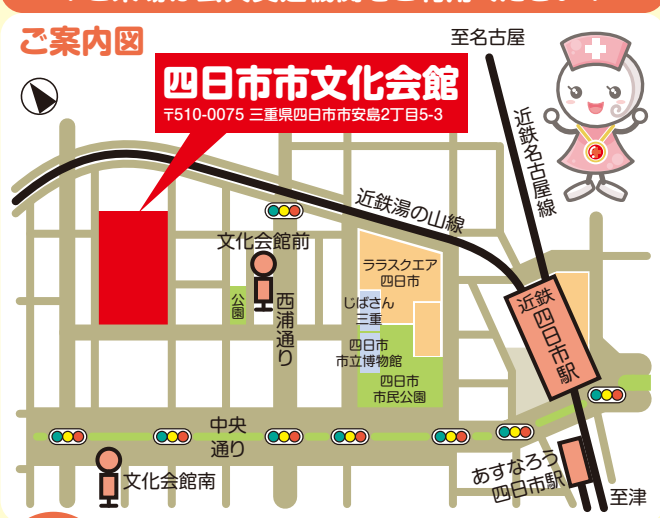 ご案内図
至名古屋
四日市市文化会館
〒510-0075 三重県四日市市安島2丁目5-3
近鉄名古屋線
近鉄湯の山線
文化会館前
ララスクエア
四日市
公園
西浦通り
じばさん
三重
近鉄
四日市駅
四日市
市立博物館
四日市
市民公園
中央
通り
文化会館南
あすなろう
四日市駅
至津